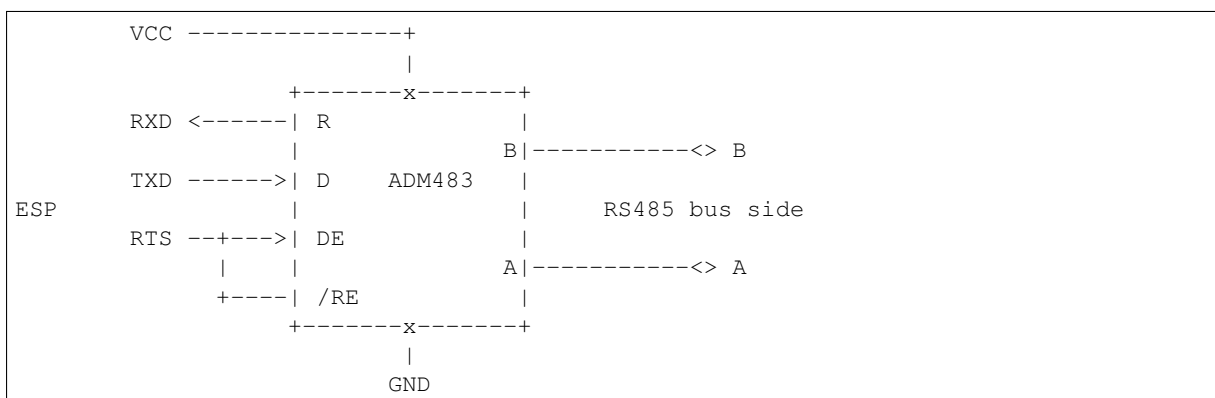 VCC ---------------+
|
+-------x-------+
RXD <------| R |
| B|-----------<> B
TXD ------>| D ADM483 |
ESP | | RS485 bus side
RTS --+--->| DE |
| | A|-----------<> A
+----| /RE |
+-------x-------+
|
GND